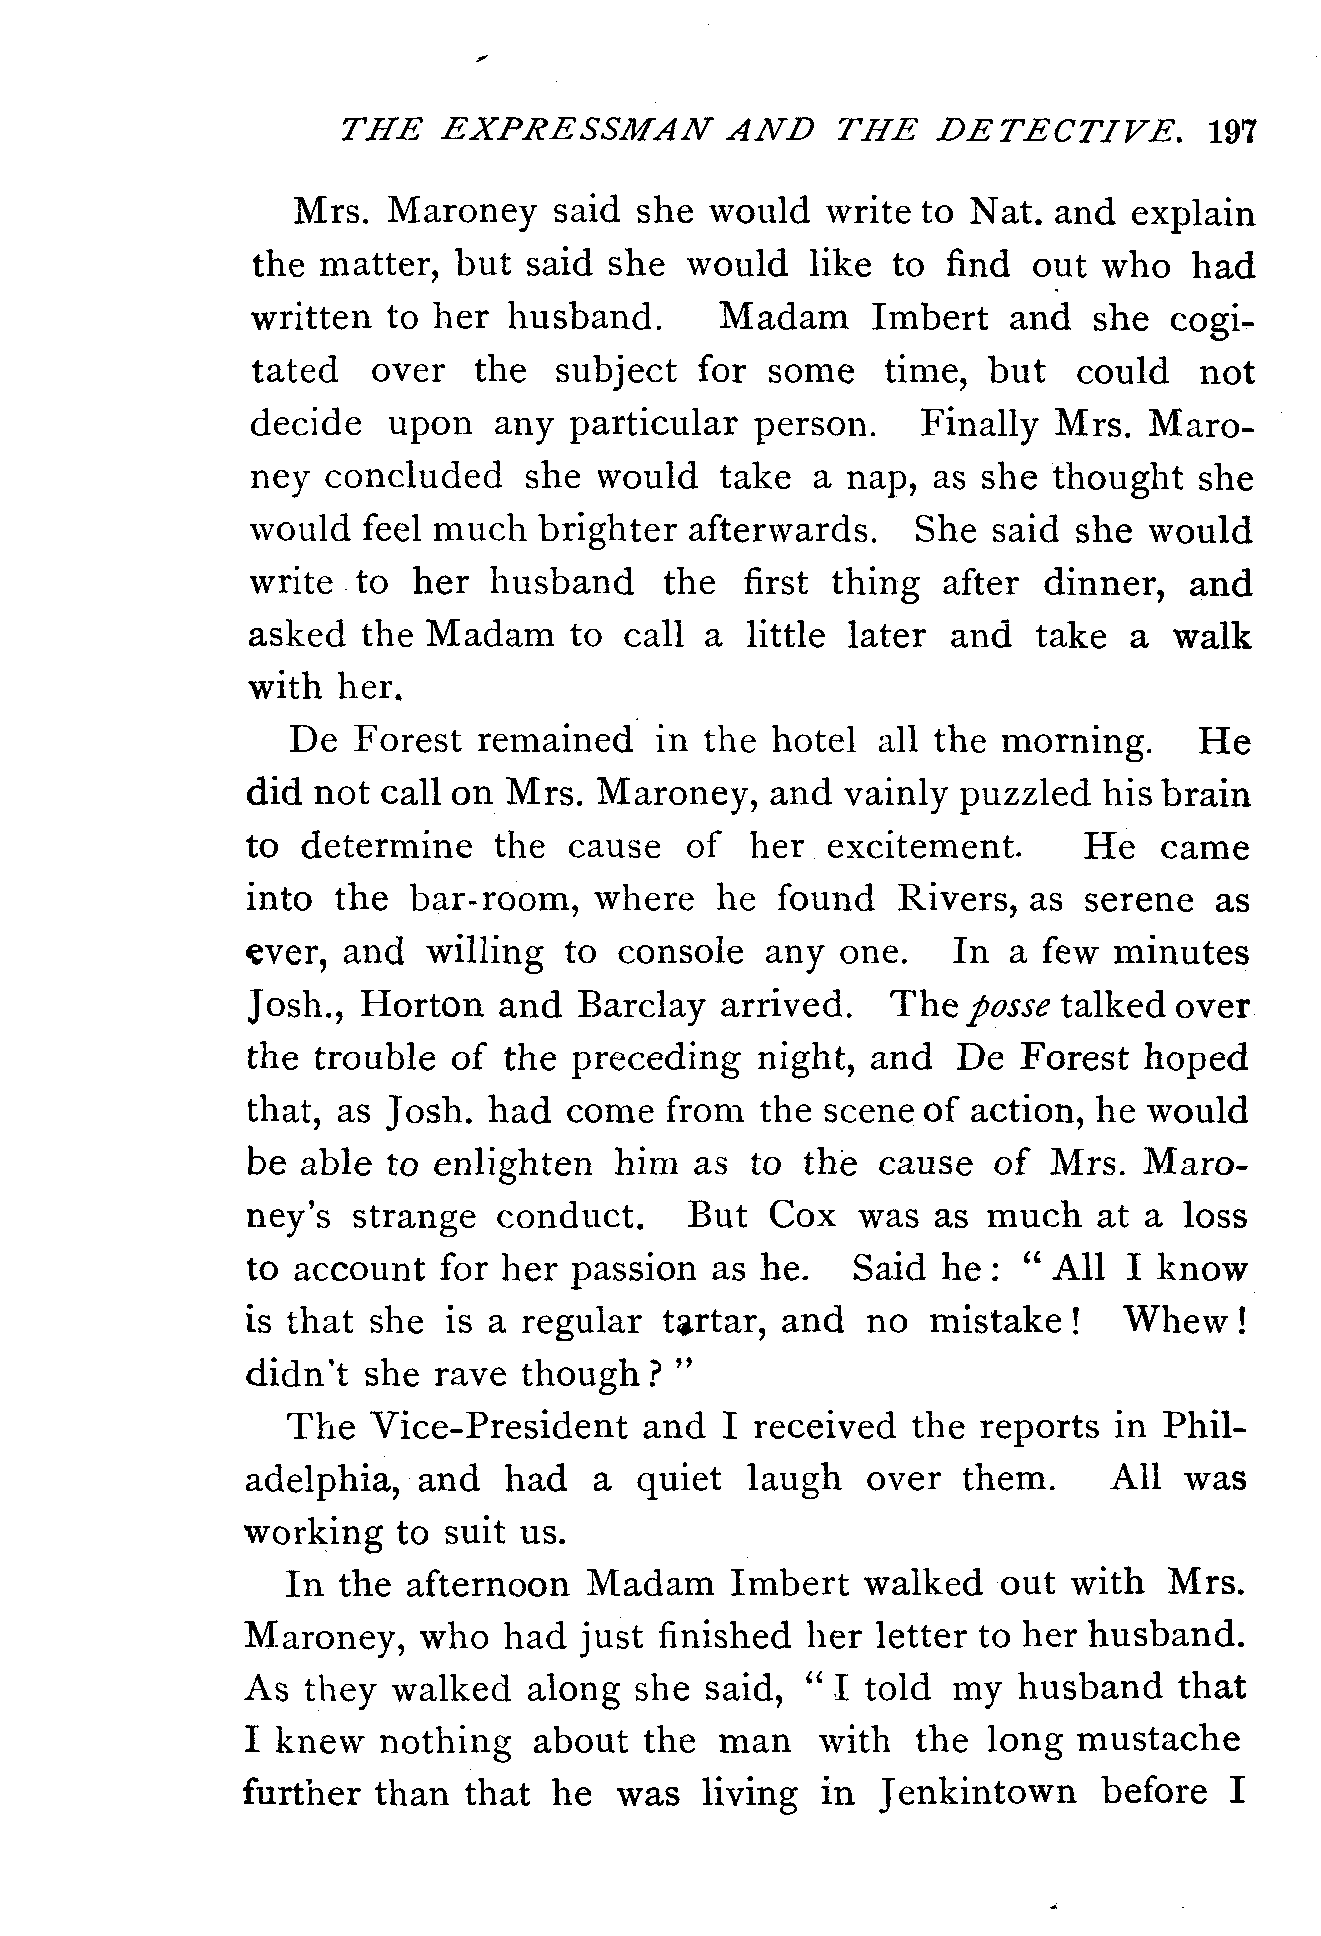 THE EXPRESSMAN AND THE DETECTIVE. 197
Mrs. Maroney said she would write to Nat. and explain
the matter, but said she would like to find out who had
written to her husband. Madam Imbert and she cogi-
tated over the subject for some time, but could not
decide upon any particular person. Finally Mrs. Maro-
ney concluded she would take a nap, as she thought she
would feel much brighter afterwards. She said she would
write to her husband the first thing after dinner, and
asked the Madam to call a little later and take a walk
with her.
De Forest remained in the hotel all the morning. He
did not call on Mrs. Maroney, and vainly puzzled his brain
to determine the cause of her excitement. He came
into the bar-room, where he found Rivers, as serene as
ever, and willing to console any one. In a few minutes
Josh., Horton and Barclay arrived. The posse talked over
the trouble of the preceding night, and De Forest hoped
that, as Josh. had come from the scene of action, he would
be able to enlighten him as to the cause of Mrs. Maro-
ney's strange conduct. But Cox was as much at a loss
to account for her passion as he. Said he: "All I know
is that she is a regular tartar, and no mistake! Whew!
didn't she rave though?"
The Vice-President and I received the reports in Phil-
adelphia, and had a quiet laugh over them. All was
working to suit us.
In the afternoon Madam Imbert walked out with Mrs.
Maroney, who had just finished her letter to her husband.
As they walked along she said, "I told my husband that
I knew nothing about the man with the long mustache
further than that he was living in Jenkintown before I